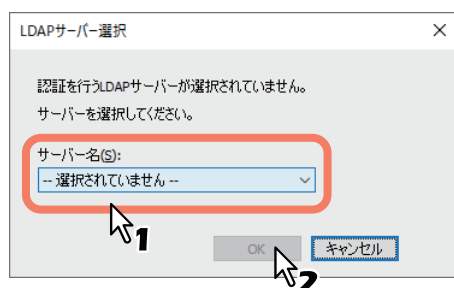 LDAPサーバー選択
認証を行うLDAPサーバーが選択されていません。
サーバーを選択してください。
サーバー名(S):
-- 選択されていません --
1
OK キャンセル
2